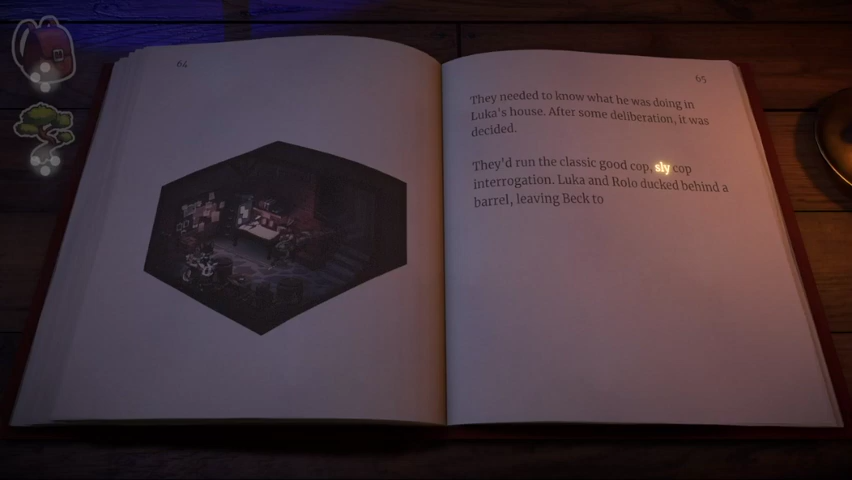 64
65
They needed to know what he was doing in
Luka's house. After some deliberation, it was
decided.
They'd run the classic good cop, sly cop
interrogation. Luka and Rolo ducked behind a
barrel, leaving Beck to